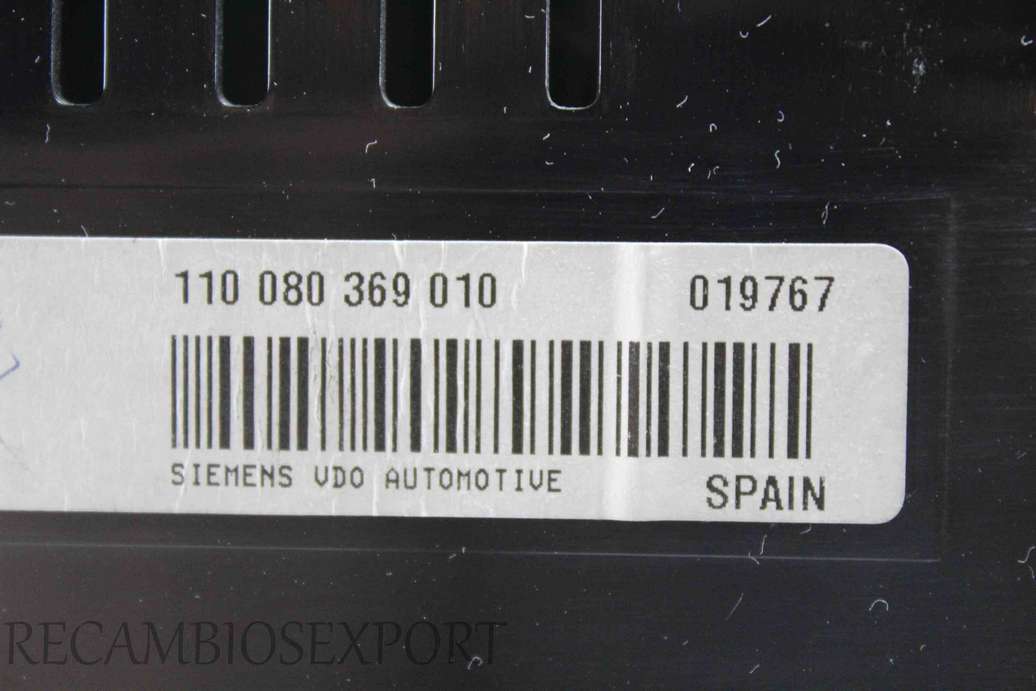 110 080 369 010 019767
SIEMENS VDO AUTOMOTIVE
SPAIN
RECAMBIOSEXPORT